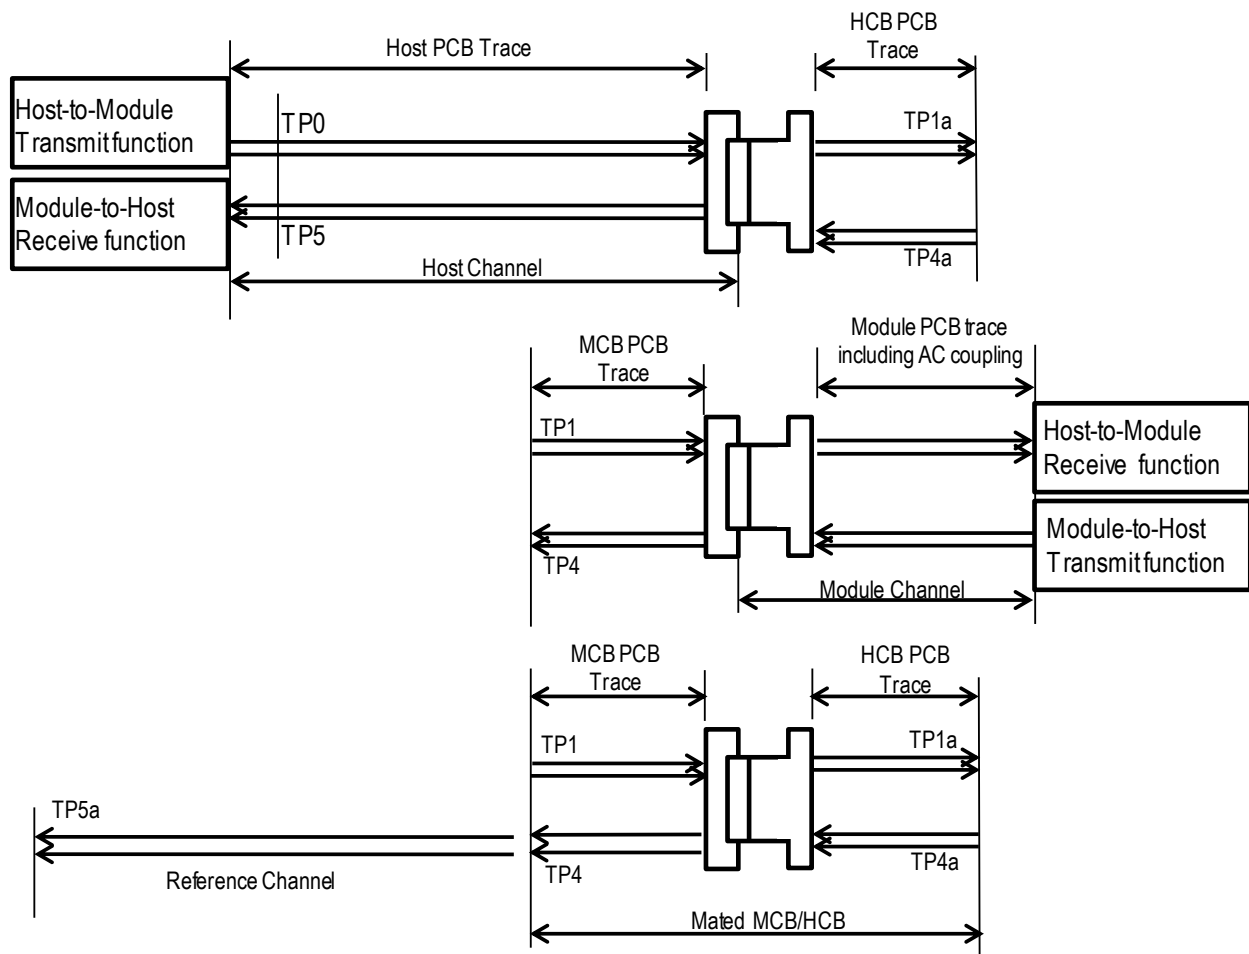 Host PCB Trace
HCB PCB
Trace
Host-to-Module
Transmit function
TP0
TP1a
Module-to-Host
Receive function
TP5
TP4a
Host Channel
MCB PCB
Trace
Module PCB trace
including AC coupling
TP1
Host-to-Module
Receive function
TP4
Module-to-Host
Transmit function
Module Channel
MCB PCB
Trace
HCB PCB
Trace
TP1
TP1a
TP5a
TP4
TP4a
Reference Channel
Mated MCB/HCB